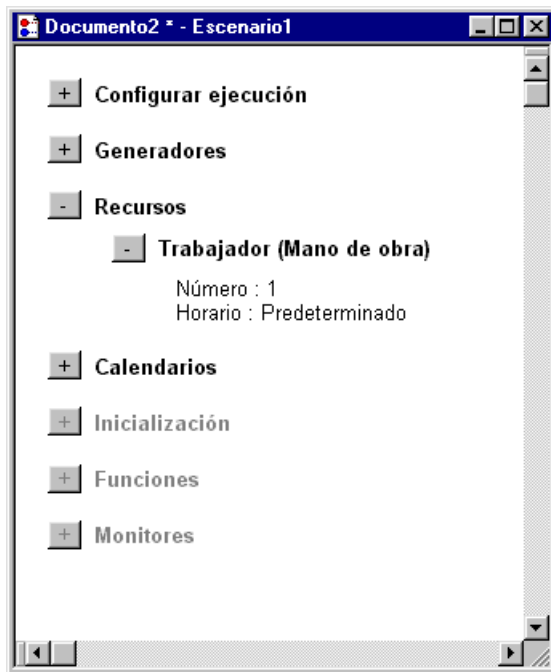 Documento2 * - Escenario1
+ Configurar ejecución
+ Generadores
- Recursos
- Trabajador (Mano de obra)
Número : 1
Horario : Predeterminado
+ Calendarios
+ Inicialización
+ Funciones
+ Monitores